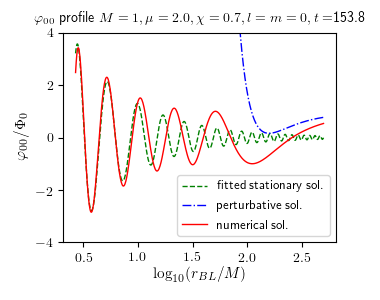 φ₀₀ profile M = 1, μ = 2.0, χ = 0.7, l = m = 0, t =153.8
4
2
0
−2
−4
φ₀₀/Φ₀
fitted stationary sol.
perturbative sol.
numerical sol.
0.5 1.0 1.5 2.0 2.5
log₁₀(r_BL/M)